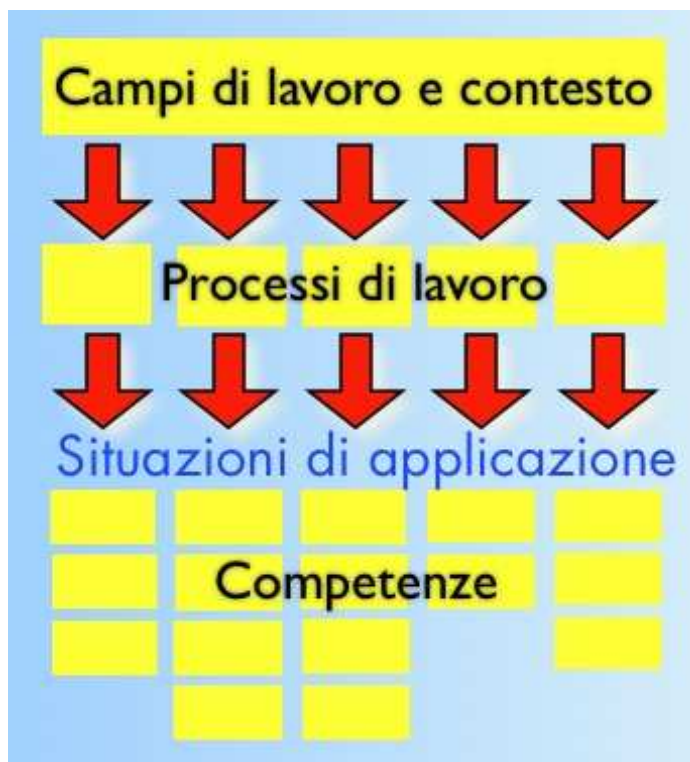 Campi di lavoro e contesto
Processi di lavoro
Situazioni di applicazione
Competenze